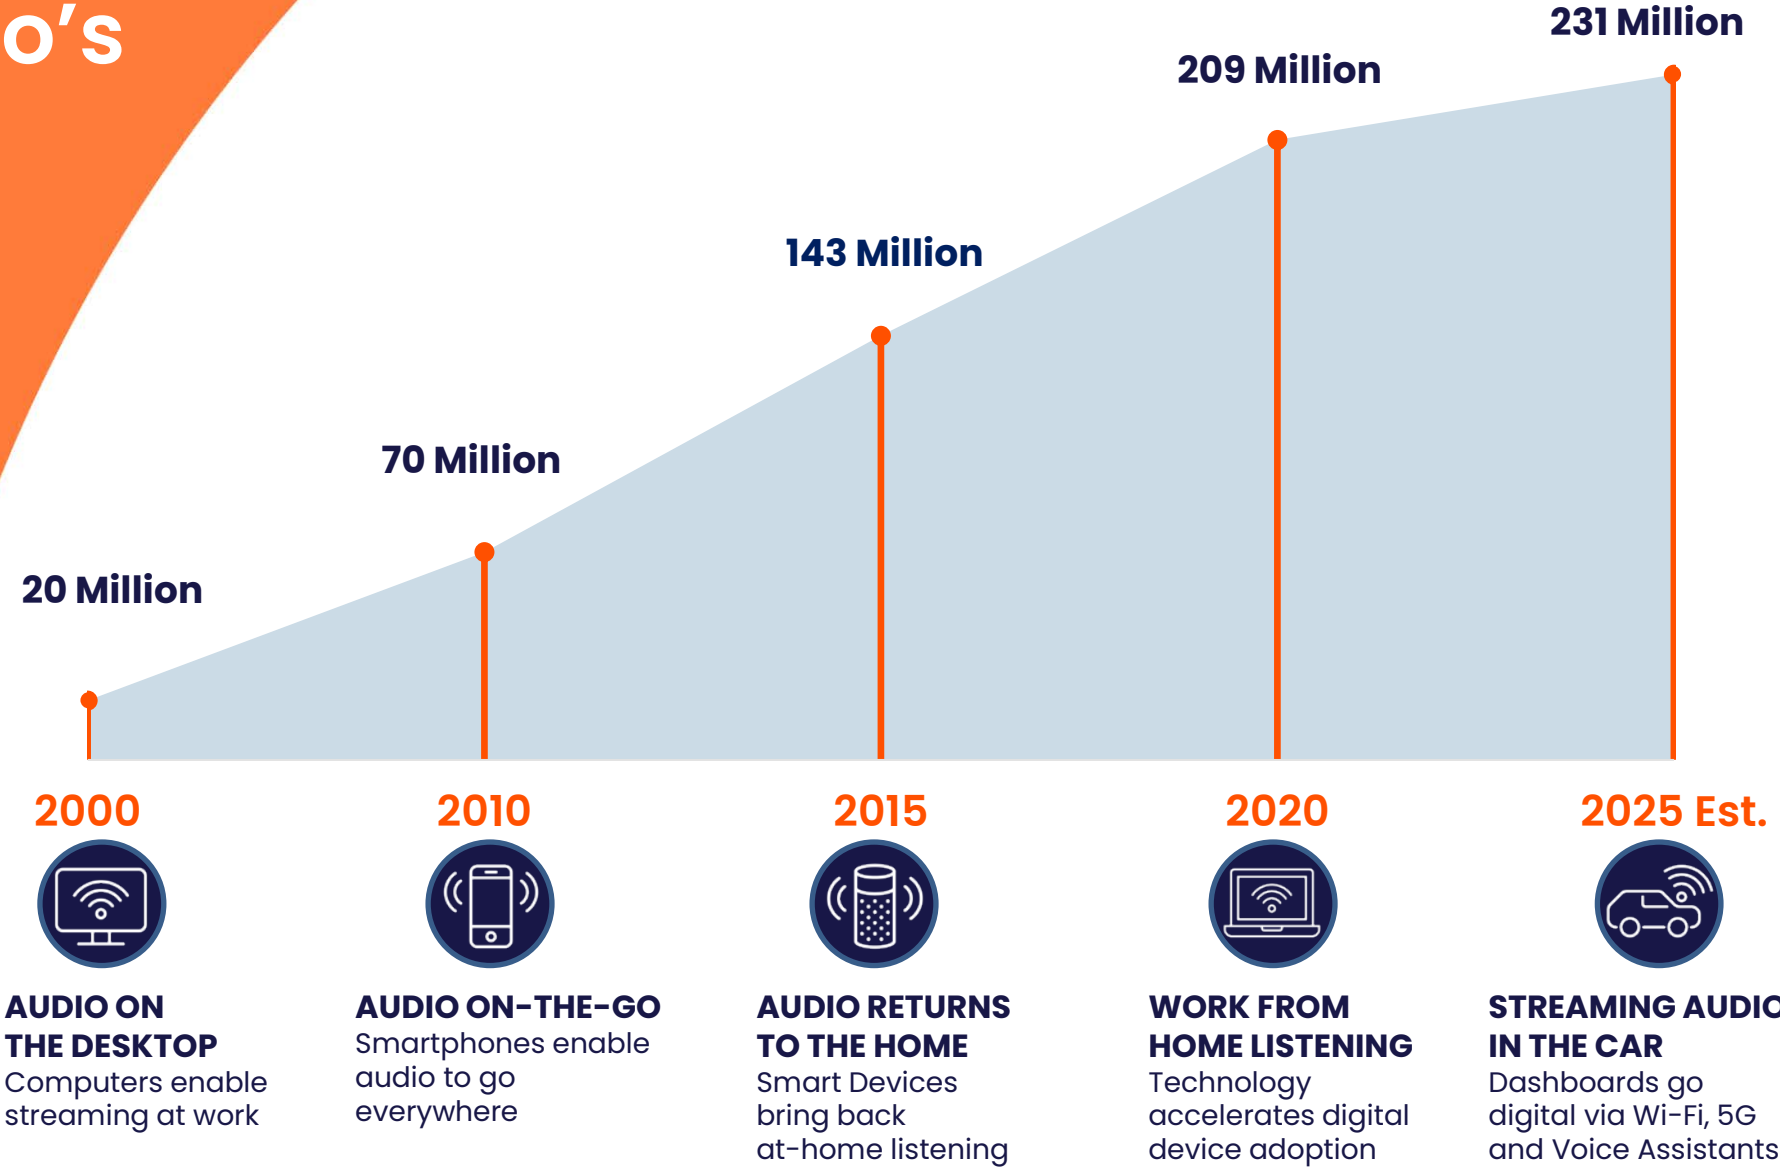 o's
231 Million
209 Million
143 Million
70 Million
20 Million
2000
2010
2015
2020
2025 Est.
AUDIO ON
THE DESKTOP
Computers enable
streaming at work
AUDIO ON-THE-GO
Smartphones enable
audio to go
everywhere
AUDIO RETURNS
TO THE HOME
Smart Devices
bring back
at-home listening
WORK FROM
HOME LISTENING
Technology
accelerates digital
device adoption
STREAMING AUDIO
IN THE CAR
Dashboards go
digital via Wi-Fi, 5G
and Voice Assistants